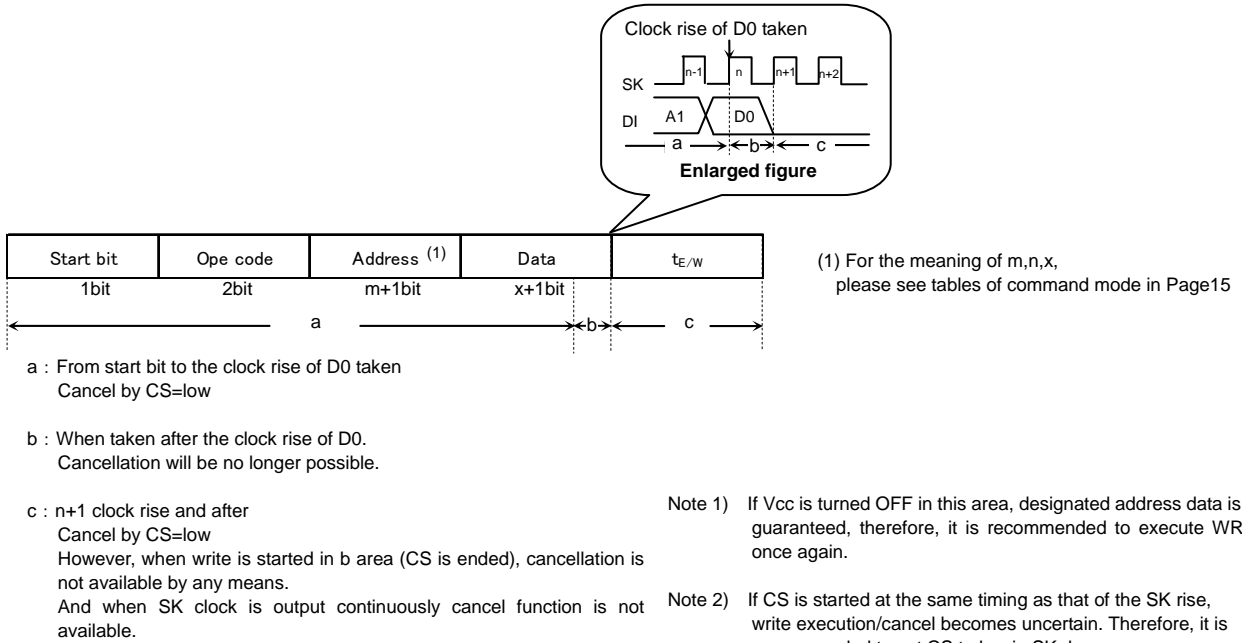 Clock rise of D0 taken
SK n-1 n n+1 n+2
DI A1 D0
a b c
Enlarged figure
Start bit Ope code Address (1) Data tE/W
1bit 2bit m+1bit x+1bit
a b c
(1) For the meaning of m,n,x,
please see tables of command mode in Page15
a : From start bit to the clock rise of D0 taken
Cancel by CS=low
b : When taken after the clock rise of D0.
Cancellation will be no longer possible.
c : n+1 clock rise and after
Cancel by CS=low
However, when write is started in b area (CS is ended), cancellation is
not available by any means.
And when SK clock is output continuously cancel function is not
available.
Note 1) If Vcc is turned OFF in this area, designated address data is
guaranteed, therefore, it is recommended to execute WR
once again.
Note 2) If CS is started at the same timing as that of the SK rise,
write execution/cancel becomes uncertain. Therefore, it is